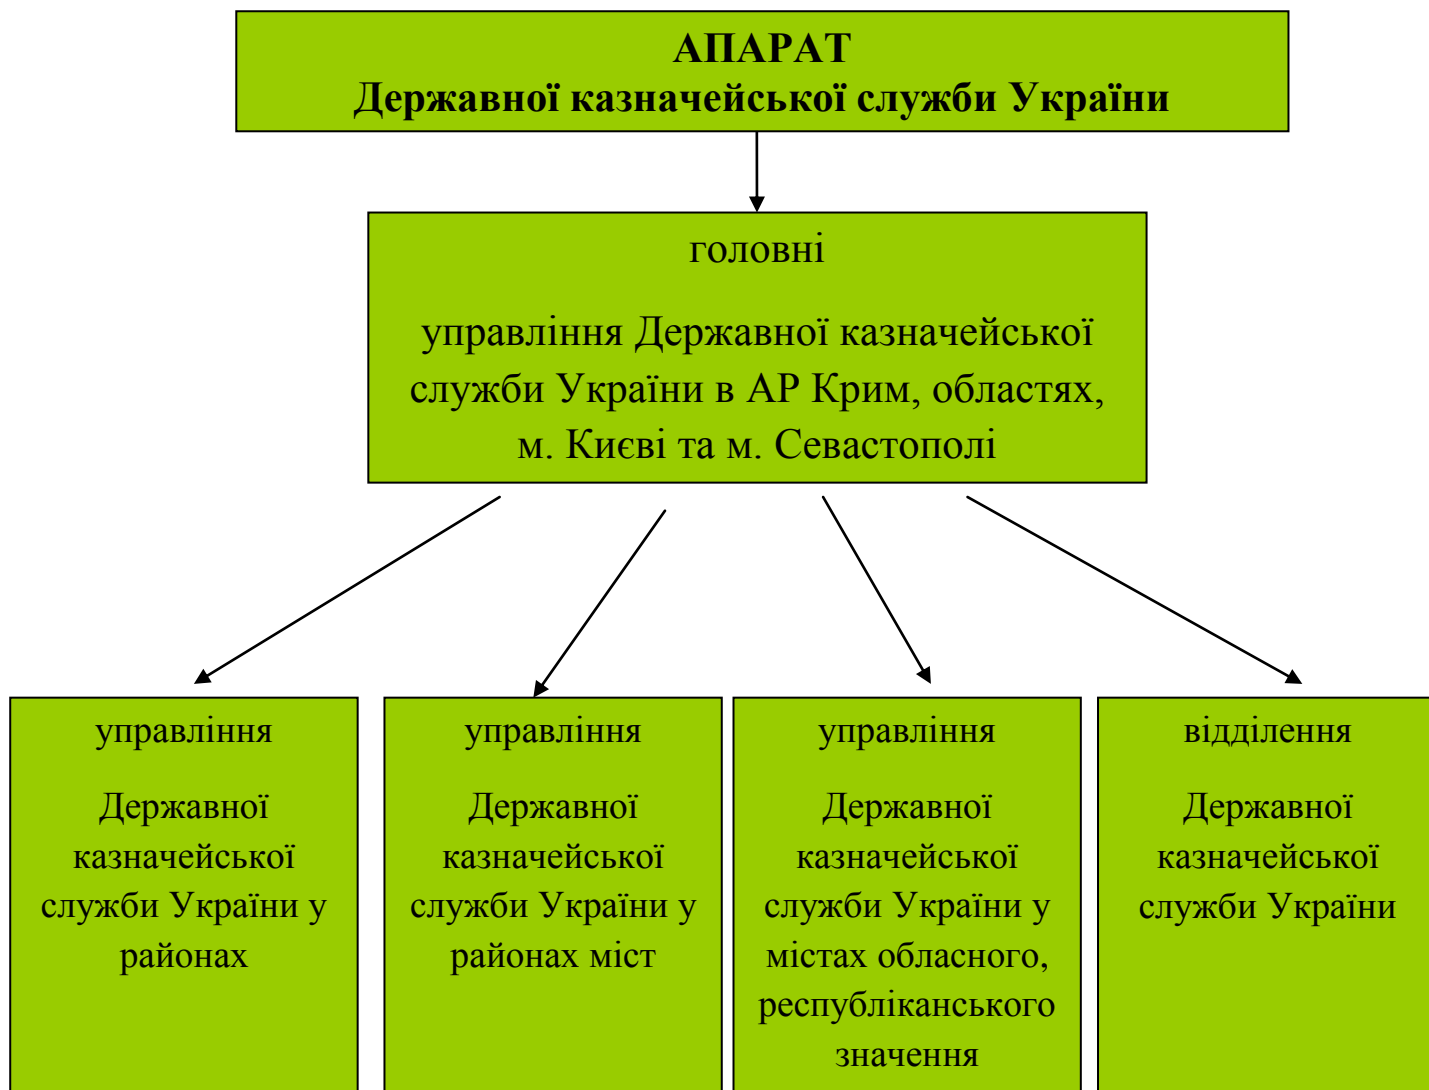 АПАРАТ
Державної казначейської служби України
головні
управління Державної казначейської
служби України в АР Крим, областях,
м. Києві та м. Севастополі
управління
Державної
казначейської
служби України у
районах
управління
Державної
казначейської
служби України у
районах міст
управління
Державної
казначейської
служби України у
містах обласного,
республіканського
значення
відділення
Державної
казначейської
служби України